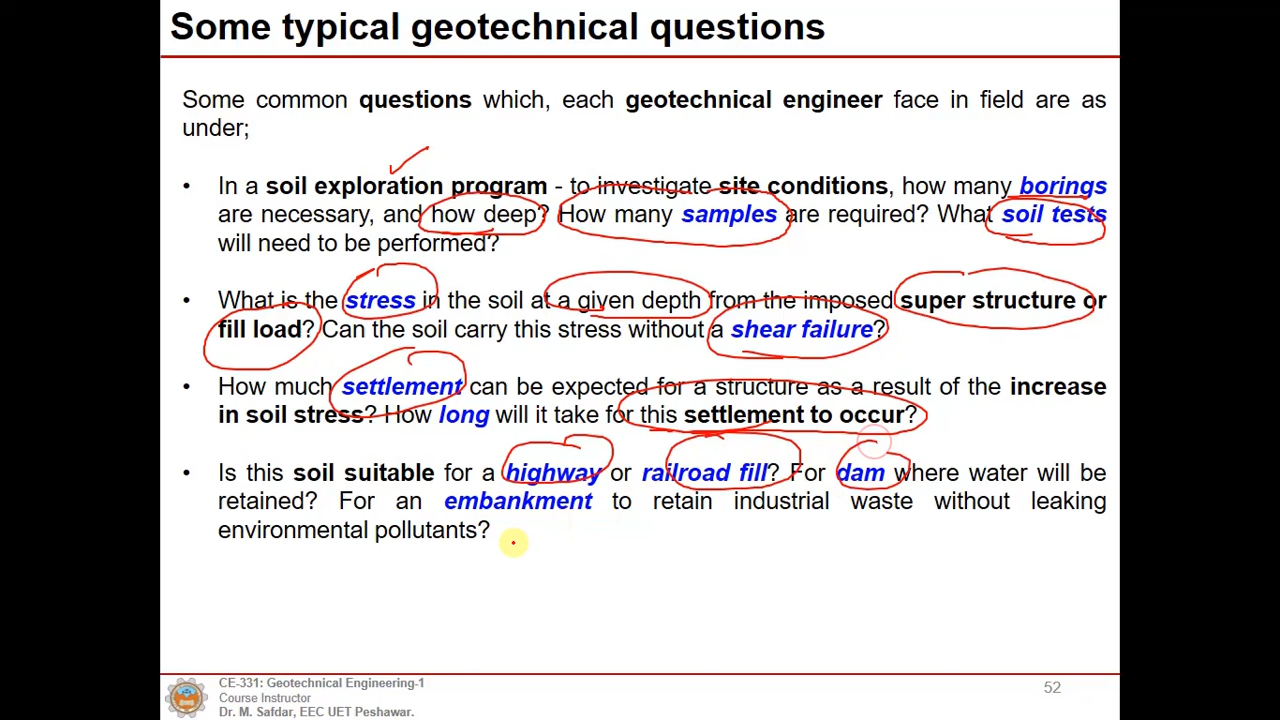 Some typical geotechnical questions
Some common questions which, each geotechnical engineer face in field are as
under;
• In a soil exploration program - to investigate site conditions, how many borings
are necessary, and how deep? How many samples are required? What soil tests
will need to be performed?
• What is the stress in the soil at a given depth from the imposed super structure or
fill load? Can the soil carry this stress without a shear failure?
• How much settlement can be expected for a structure as a result of the increase
in soil stress? How long will it take for this settlement to occur?
• Is this soil suitable for a highway or railroad fill? For dam where water will be
retained? For an embankment to retain industrial waste without leaking
environmental pollutants?
CE-331: Geotechnical Engineering-1
Course Instructor
Dr. M. Safdar, EEC UET Peshawar.
52